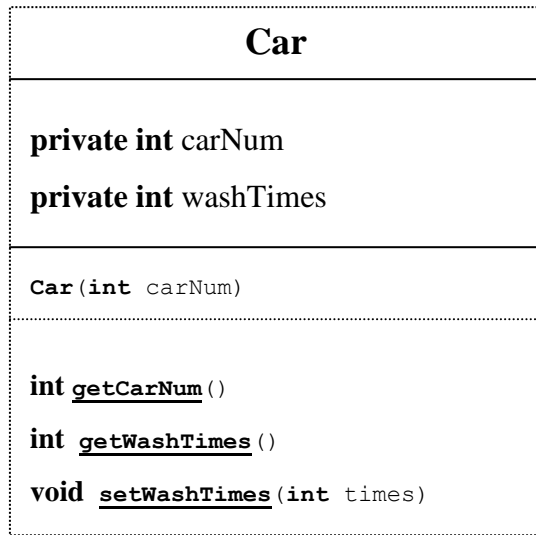 Car
private int carNum
private int washTimes
Car(int carNum)
int getCarNum()
int getWashTimes()
void setWashTimes(int times)